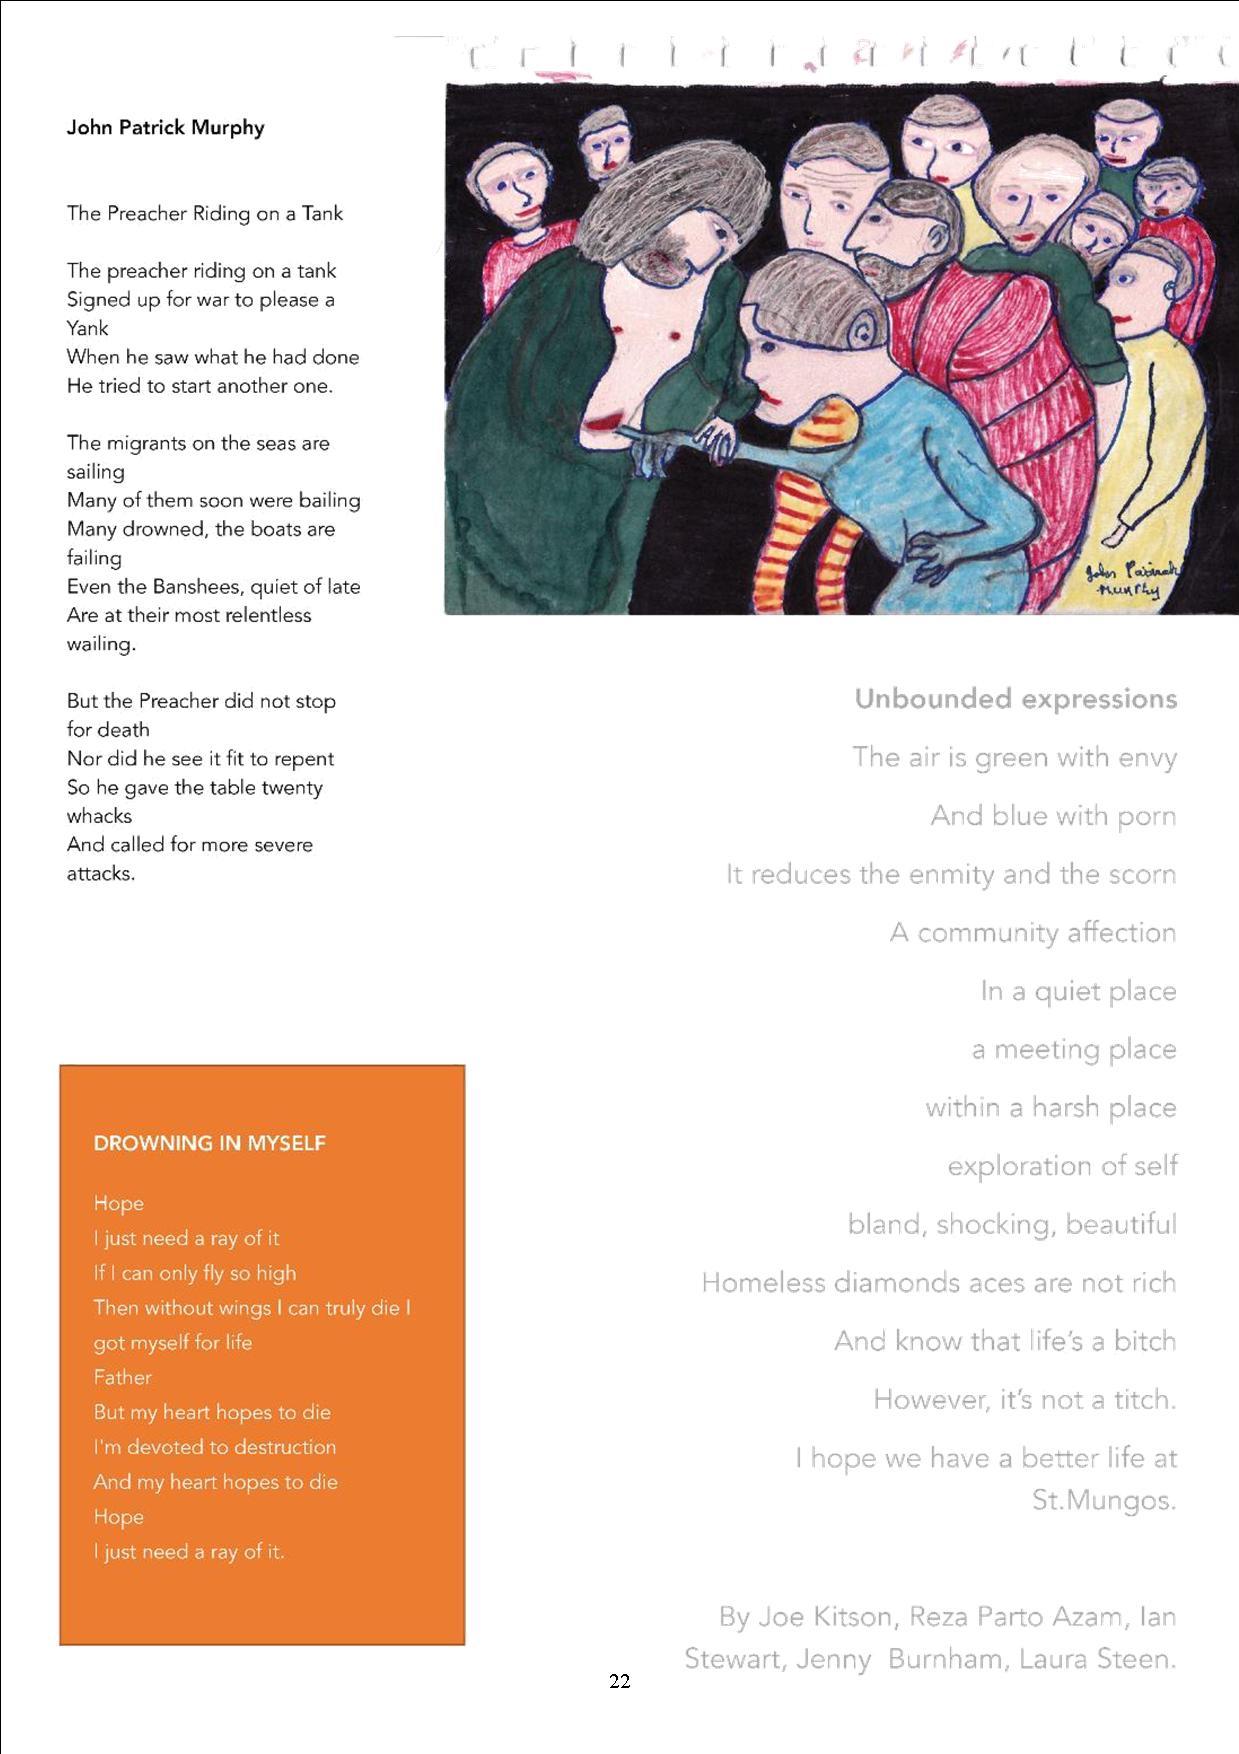 John Patrick Murphy
The Preacher Riding on a Tank
The preacher riding on a tank
Signed up for war to please a
Yank
When he saw what he had done
He tried to start another one.
The migrants on the seas are
sailing
Many of them soon were bailing
Many drowned, the boats are
failing
Even the Banshees, quiet of late
Are at their most relentless
wailing.
But the Preacher did not stop
for death
Nor did he see it fit to repent
So he gave the table twenty
whacks
And called for more severe
attacks.
John Patrick
Murphy
Unbounded expressions
The air is green with envy
And blue with porn
It reduces the enmity and the scorn
A community affection
In a quiet place
a meeting place
within a harsh place
exploration of self
bland, shocking, beautiful
Homeless diamonds aces are not rich
And know that life's a bitch
However, it's not a titch.
I hope we have a better life at
St.Mungos.
By Joe Kitson, Reza Parto Azam, Ian
Stewart, Jenny  Burnham, Laura Steen.
DROWNING IN MYSELF
Hope
I just need a ray of it
If I can only fly so high
Then without wings I can truly die I
got myself for life
Father
But my heart hopes to die
I'm devoted to destruction
And my heart hopes to die
Hope
I just need a ray of it.
22